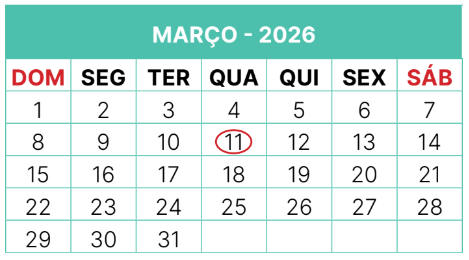 MARÇO - 2026
DOM SEG TER QUA QUI SEX SÁB
1 2 3 4 5 6 7
8 9 10 11 12 13 14
15 16 17 18 19 20 21
22 23 24 25 26 27 28
29 30 31